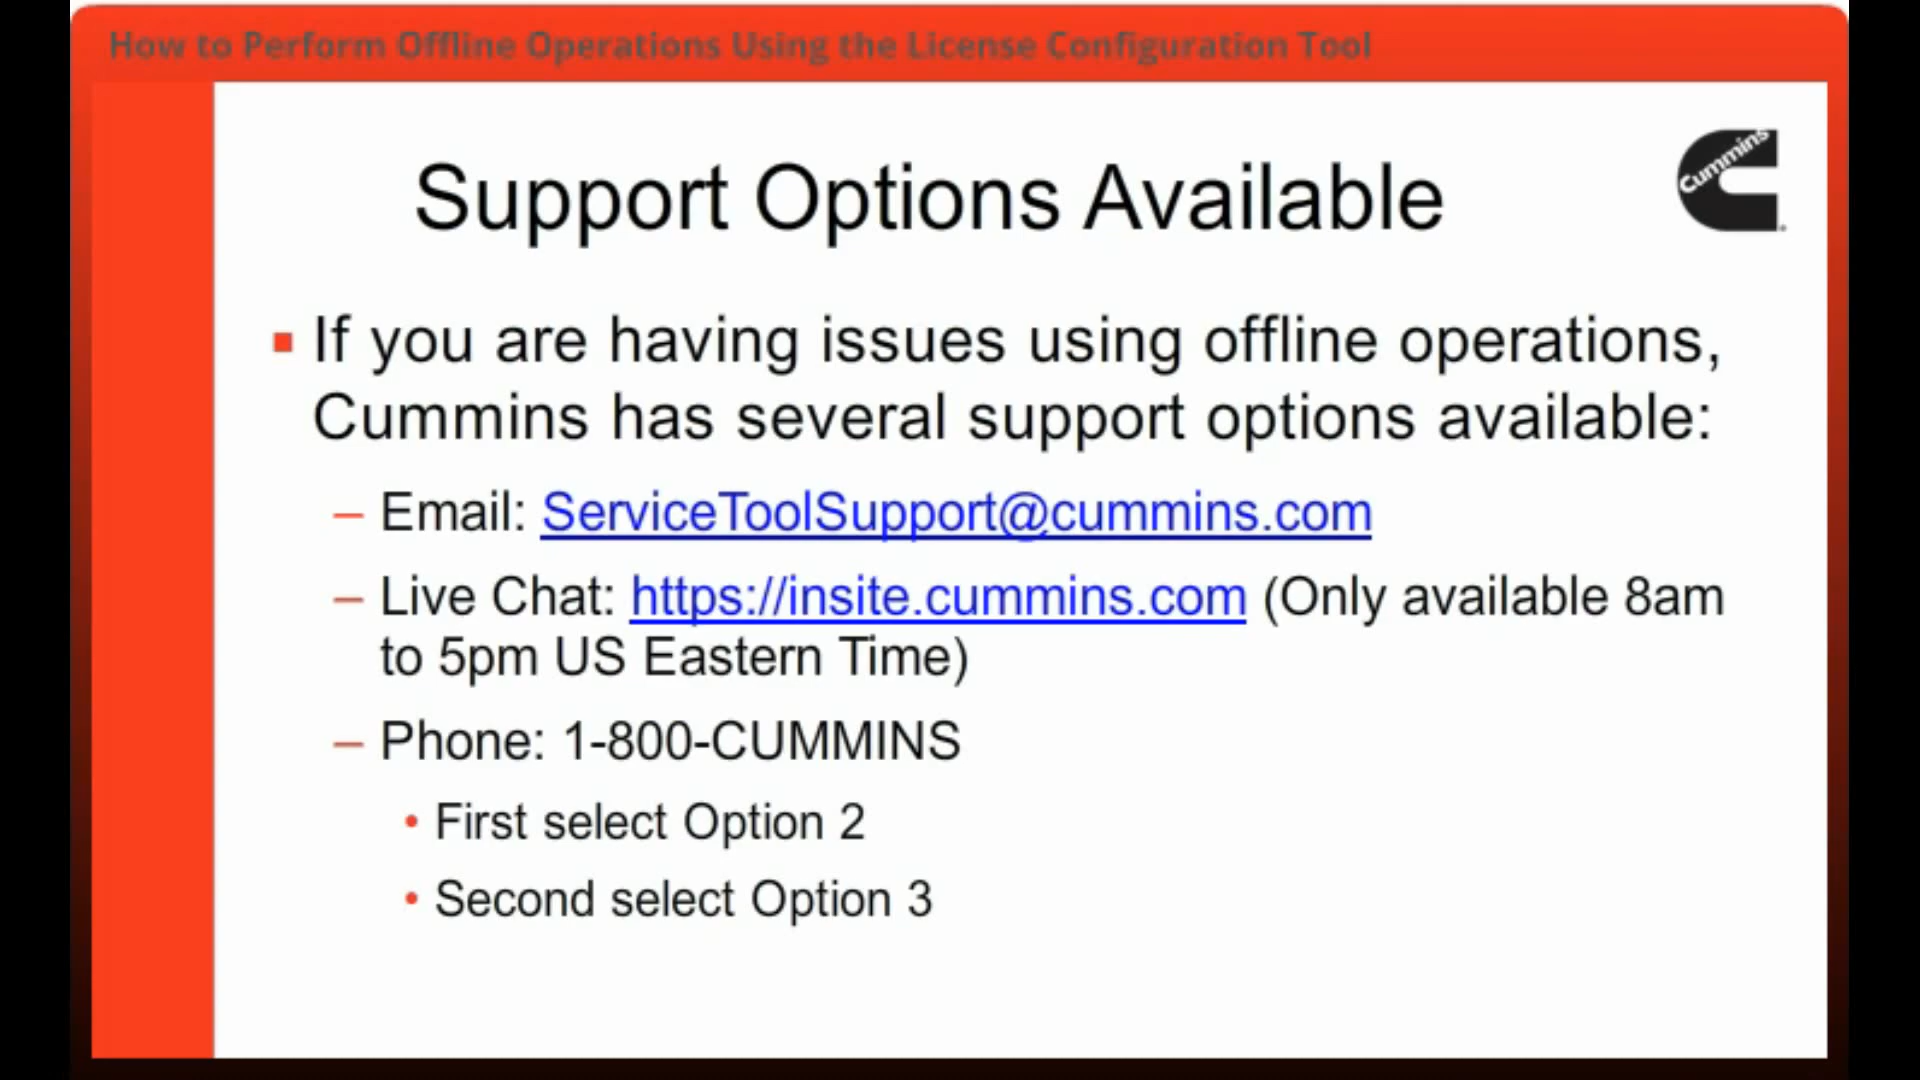 How to Perform Offline Operations Using the License Configuration Tool
Cummins
Support Options Available
If you are having issues using offline operations,
Cummins has several support options available:
– Email: ServiceToolSupport@cummins.com
– Live Chat: https://insite.cummins.com (Only available 8am
to 5pm US Eastern Time)
– Phone: 1-800-CUMMINS
• First select Option 2
• Second select Option 3